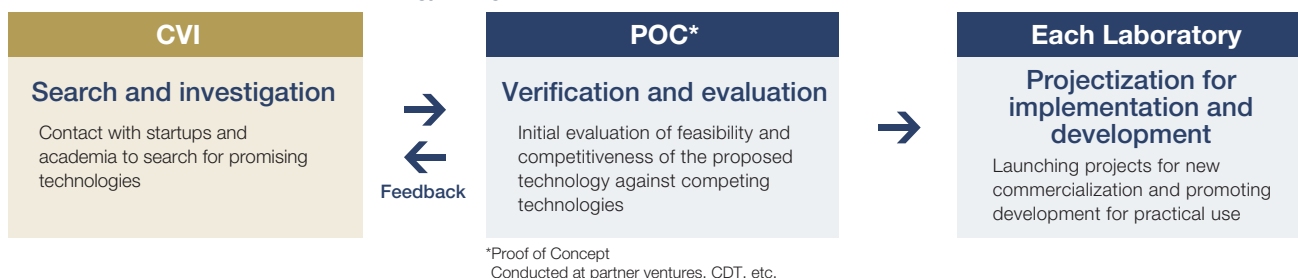 CVI
Search and investigation
Contact with startups and
academia to search for promising
technologies
Feedback
POC*
Verification and evaluation
Initial evaluation of feasibility and
competitiveness of the proposed
technology against competing
technologies
*Proof of Concept
Conducted at partner ventures, CDT, etc.
Each Laboratory
Projectization for
implementation and
development
Launching projects for new
commercialization and promoting
development for practical use